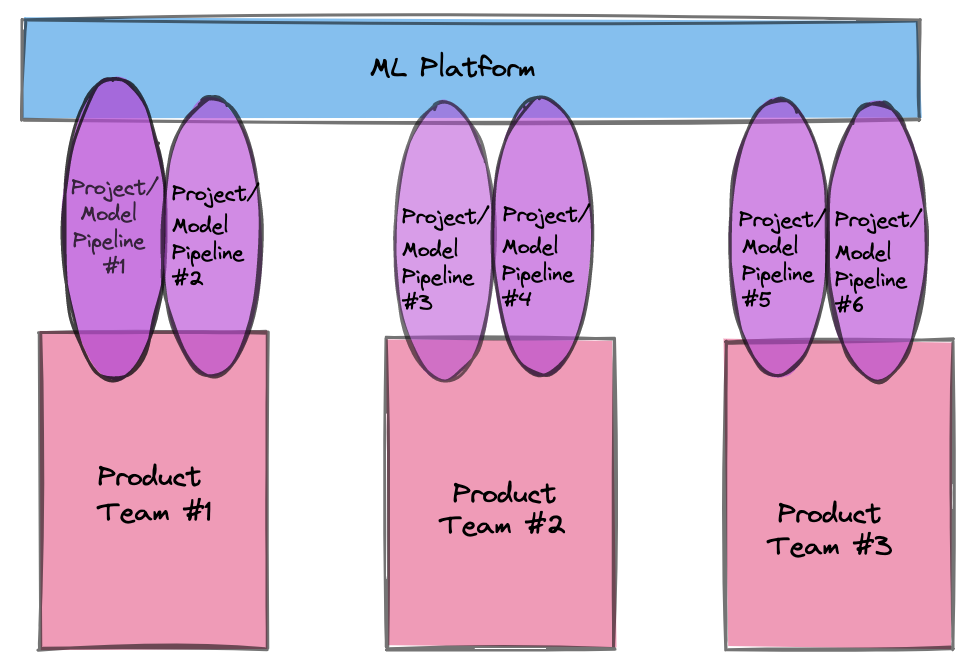 ML Platform
Project/
Model
Pipeline
#1
Project/
Model
Pipeline
#2
Project/
Model
Pipeline
#3
Project/
Model
Pipeline
#4
Project/
Model
Pipeline
#5
Project/
Model
Pipeline
#6
Product
Team #1
Product
Team #2
Product
Team #3